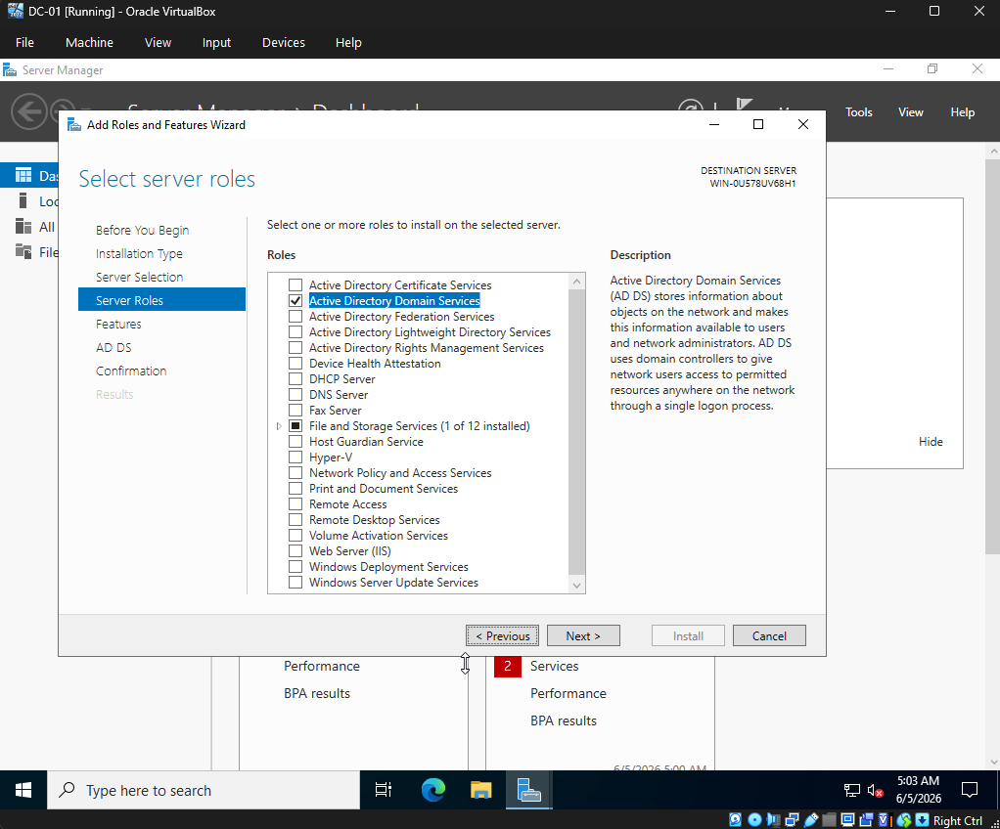 DC-01 [Running] - Oracle VirtualBox
File Machine View Input Devices Help
Server Manager
Tools View Help
Add Roles and Features Wizard
Select server roles
DESTINATION SERVER
WIN-0U578UV68H1
Before You Begin
Installation Type
Server Selection
Server Roles
Features
AD DS
Confirmation
Results
Select one or more roles to install on the selected server.
Roles
Active Directory Certificate Services
Active Directory Domain Services
Active Directory Federation Services
Active Directory Lightweight Directory Services
Active Directory Rights Management Services
Device Health Attestation
DHCP Server
DNS Server
Fax Server
File and Storage Services (1 of 12 installed)
Host Guardian Service
Hyper-V
Network Policy and Access Services
Print and Document Services
Remote Access
Remote Desktop Services
Volume Activation Services
Web Server (IIS)
Windows Deployment Services
Windows Server Update Services
Description
Active Directory Domain Services
(AD DS) stores information about
objects on the network and makes
this information available to users
and network administrators. AD DS
uses domain controllers to give
network users access to permitted
resources anywhere on the network
through a single logon process.
< Previous
Next >
Install
Cancel
Das
Loc
All
File
Hide
Performance
BPA results
2 Services
Performance
BPA results
6/5/2026 5:00 AM
Type here to search
5:03 AM
6/5/2026
Right Ctrl